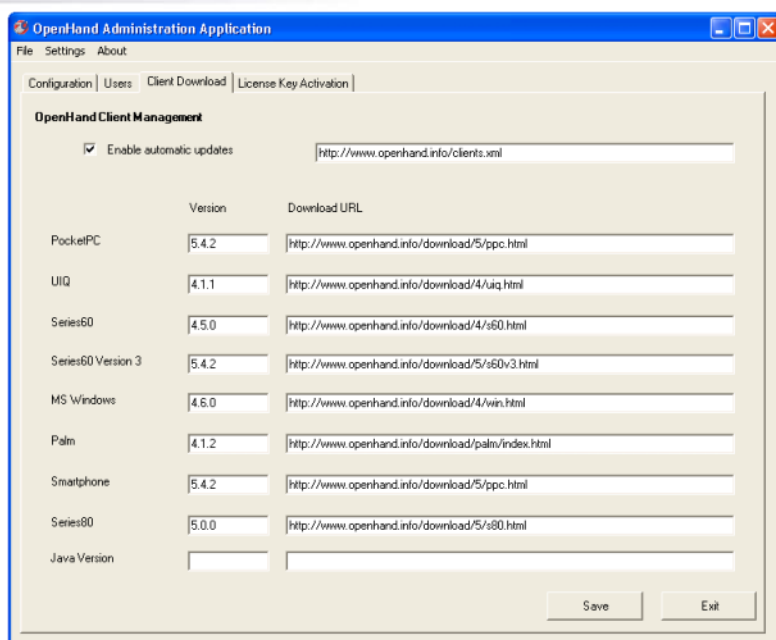 OpenHand Administration Application
File Settings About
Configuration Users Client Download License Key Activation
OpenHand Client Management
Enable automatic updates http://www.openhand.info/clients.xml
Version Download URL
PocketPC 5.4.2 http://www.openhand.info/download/5/ppc.html
UIQ 4.1.1 http://www.openhand.info/download/4/uiq.html
Series60 4.5.0 http://www.openhand.info/download/4/s60.html
Series60 Version 3 5.4.2 http://www.openhand.info/download/5/s60v3.html
MS Windows 4.6.0 http://www.openhand.info/download/4/win.html
Palm 4.1.2 http://www.openhand.info/download/palm/index.html
Smartphone 5.4.2 http://www.openhand.info/download/5/ppc.html
Series80 5.0.0 http://www.openhand.info/download/5/s80.html
Java Version
Save Exit